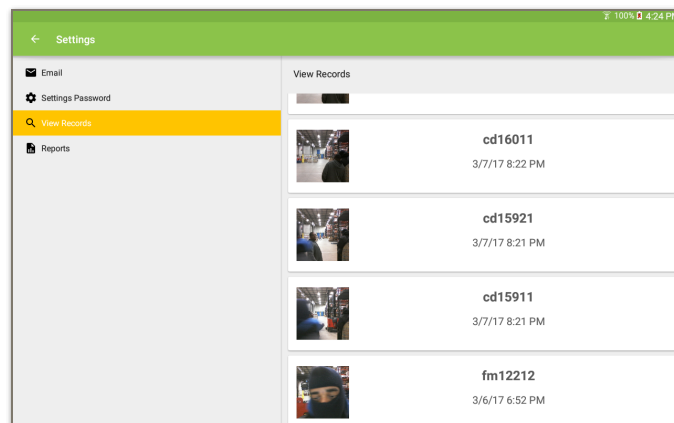 100% 4:24 PM
Settings
Email
Settings Password
View Records
Reports
View Records
cd16011
3/7/17 8:22 PM
cd15921
3/7/17 8:21 PM
cd15911
3/7/17 8:21 PM
fm12212
3/6/17 6:52 PM